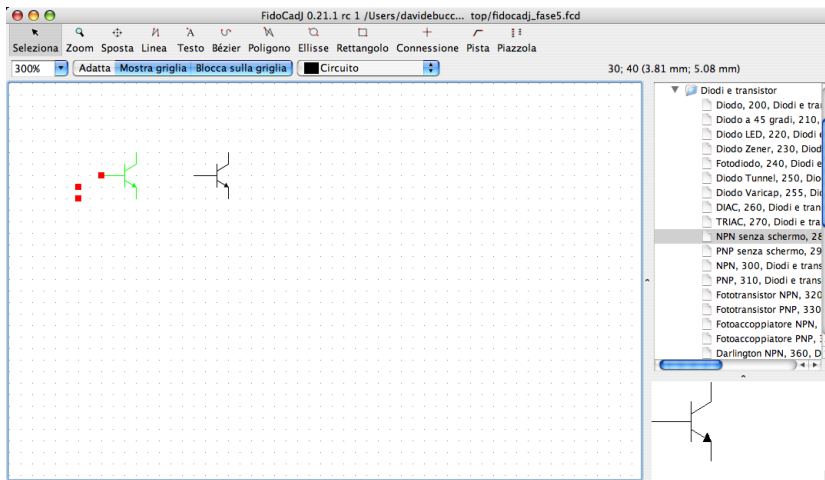 FidoCadJ 0.21.1 rc 1 /Users/davidebucc... top/fidocadj_fase5.fcd
Seleziona Zoom Sposta Linea Testo Bézier Poligono Ellisse Rettangolo Connessione Pista Piazzola
300% Adatta Mostra griglia Blocca sulla griglia Circuito 30; 40 (3.81 mm; 5.08 mm)
Diodi e transistor
Diodo, 200, Diodi e tra
Diodo a 45 gradi, 210,
Diodo LED, 220, Diodi
Diodo Zener, 230, Diod
Fotodiodo, 240, Diodi e
Diodo Tunnel, 250, Dio
Diodo Varicap, 255, Di
DIAC, 260, Diodi e tran
TRIAC, 270, Diodi e tra
NPN senza schermo, 28
PNP senza schermo, 29
NPN, 300, Diodi e trans
PNP, 310, Diodi e trans
Fototransistor NPN, 320
Fototransistor PNP, 330
Fotoaccoppiatore NPN,
Fotoaccoppiatore PNP,
Darlington NPN, 360, D